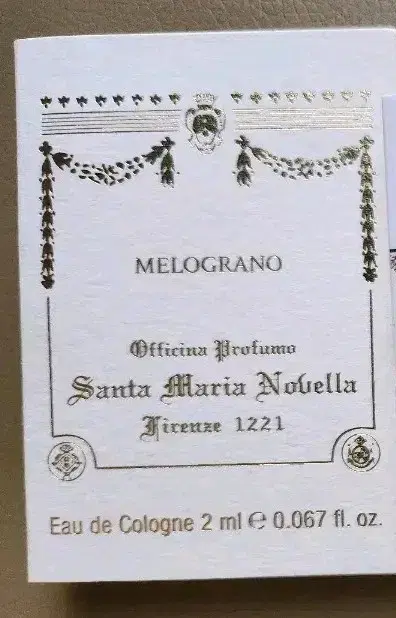 MELOGRANO
Officina Profumo
Santa Maria Novella
Firenze 1221
Eau de Cologne 2 ml ℮ 0.067 fl. oz.